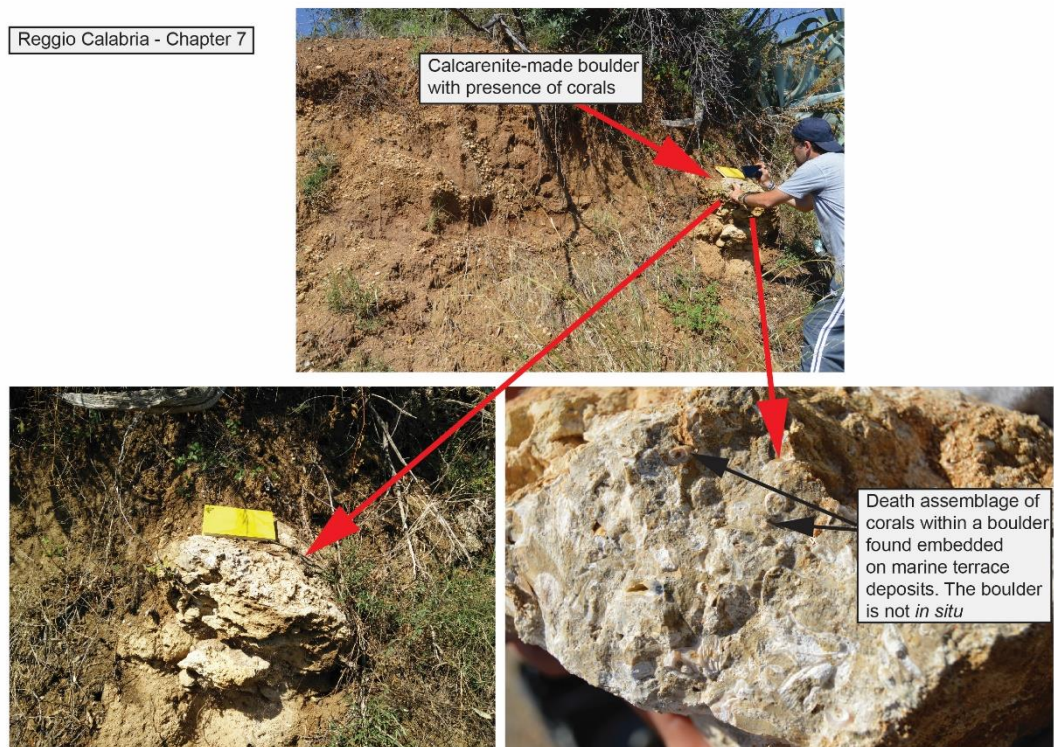 Reggio Calabria - Chapter 7
Calcarenite-made boulder
with presence of corals
Death assemblage of
corals within a boulder
found embedded
on marine terrace
deposits. The boulder
is not in situ